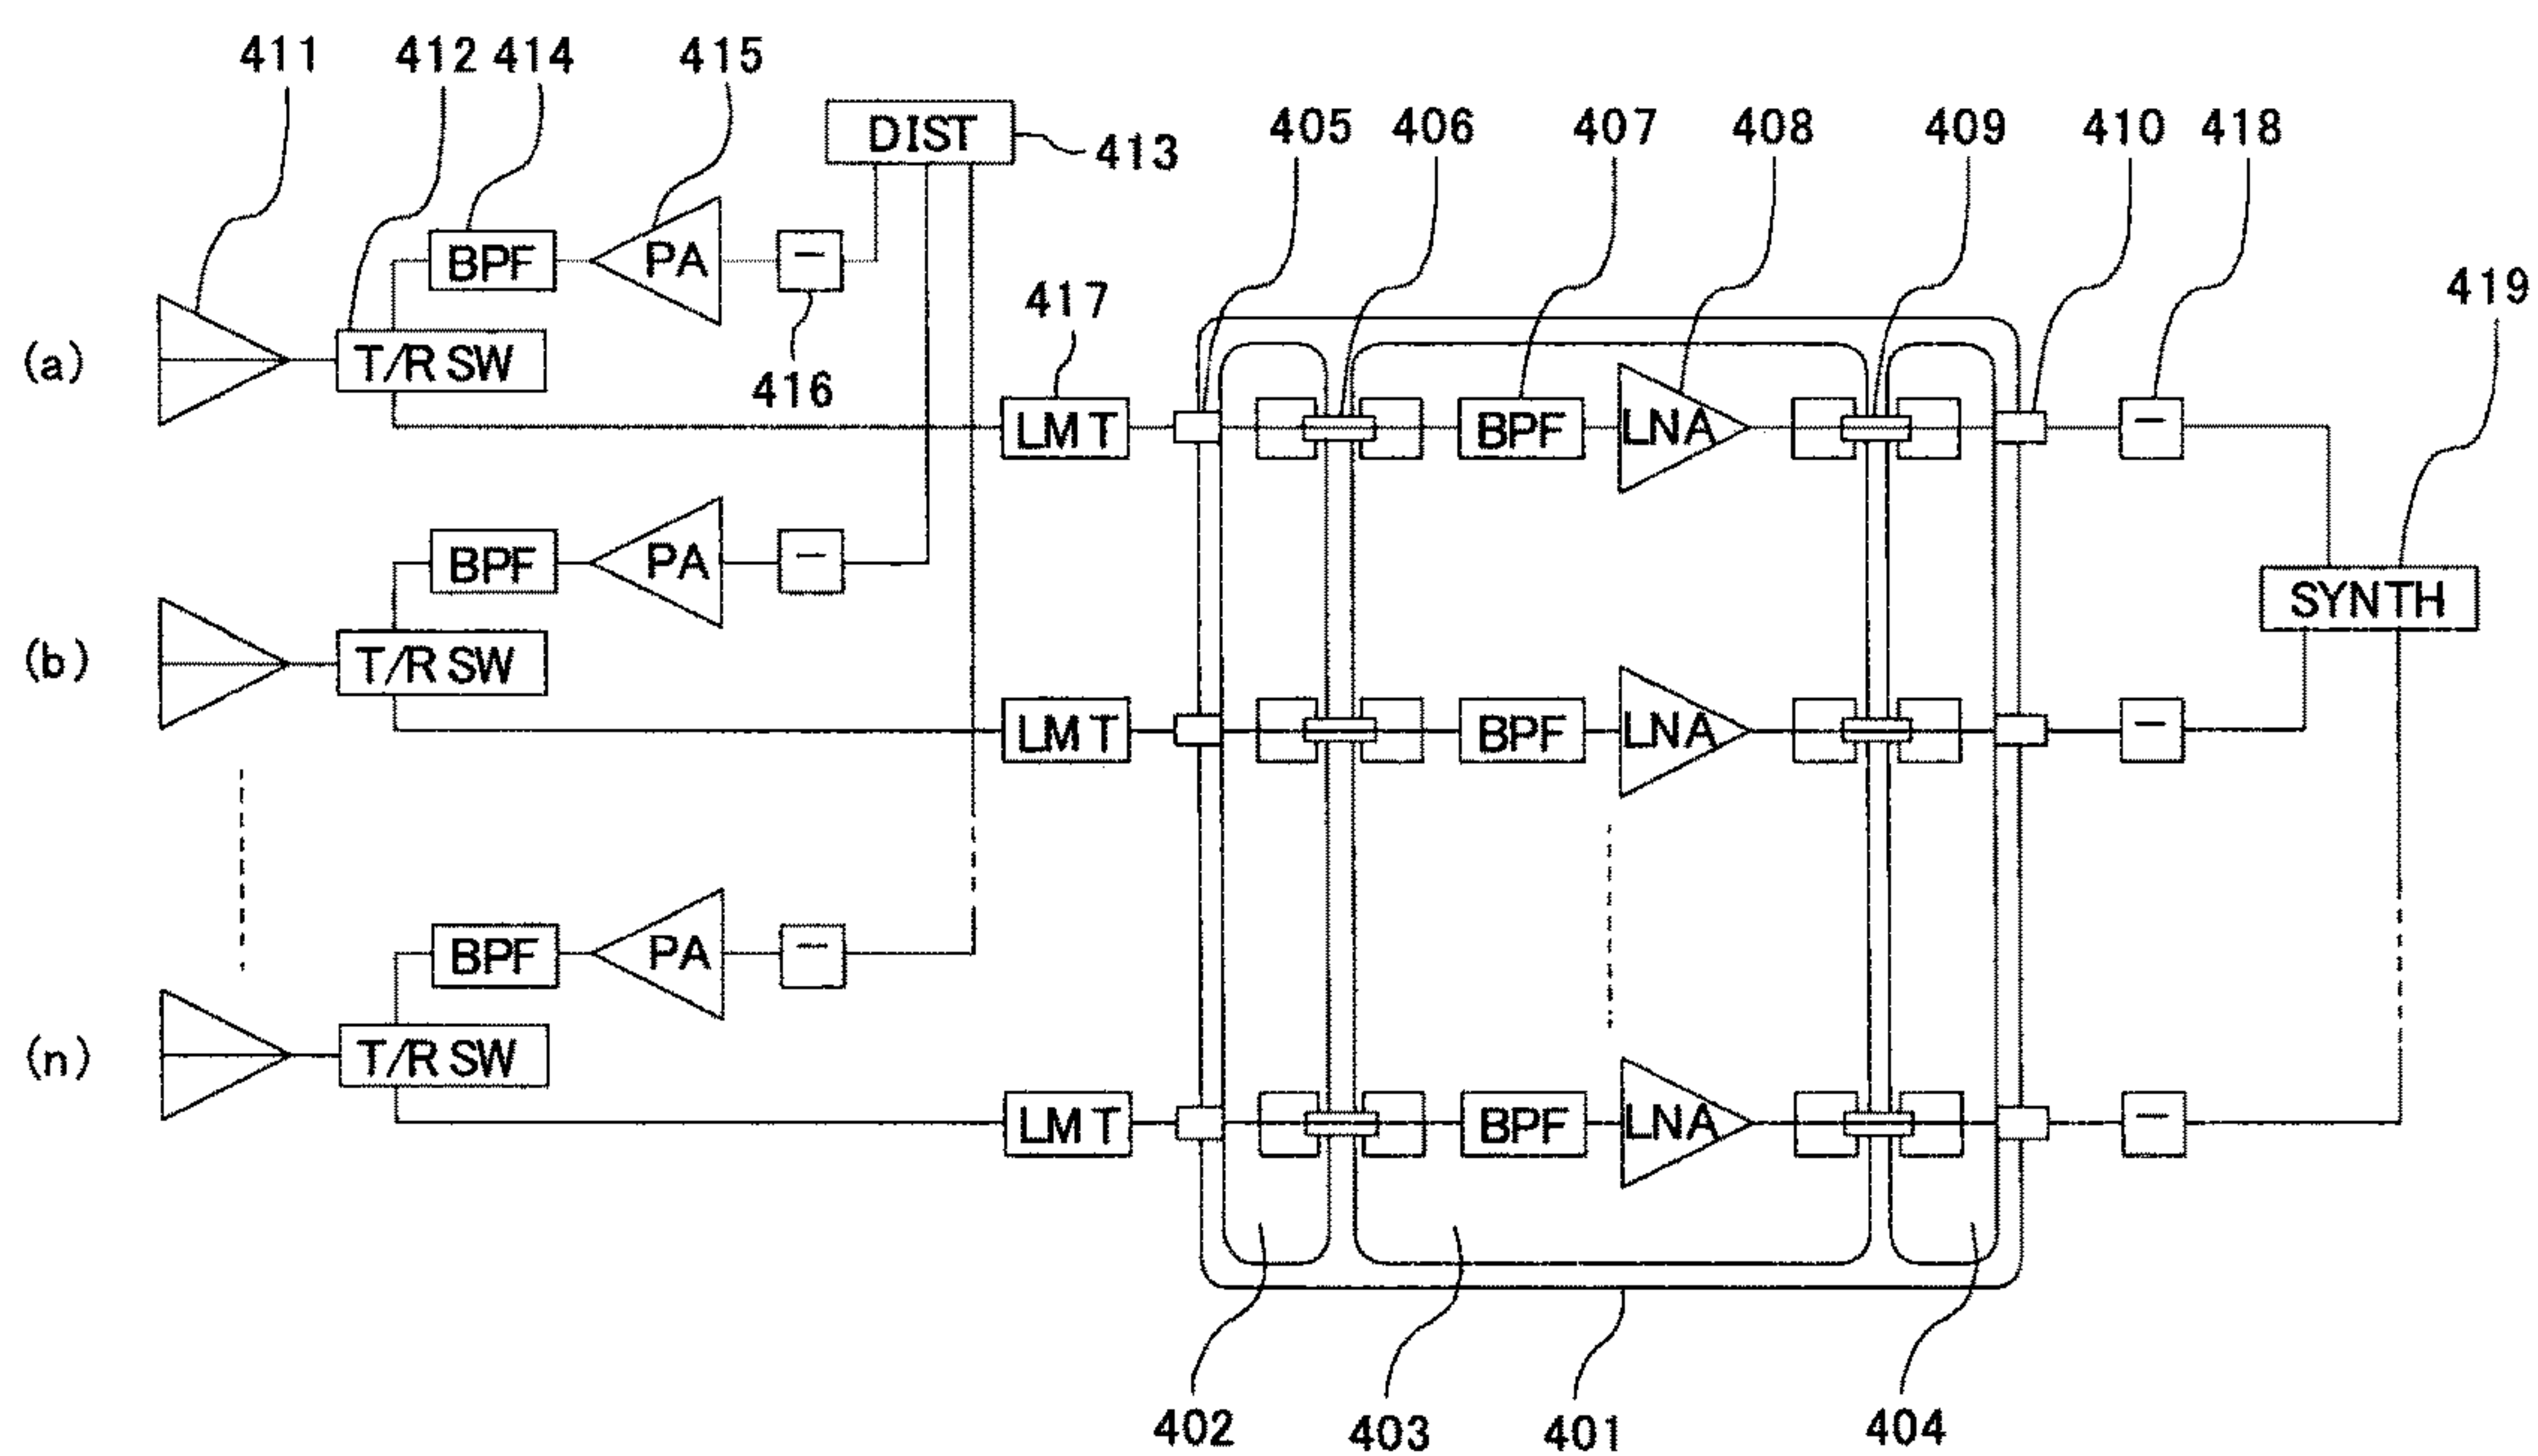 411 412 414 415
DIST 413
405 406 407 408 409 410 418
BPF PA −
417 419
(a) T/R SW 416
LMT BPF LNA −
BPF PA −
SYNTH
(b) T/R SW
LMT BPF LNA −
BPF PA −
(n) T/R SW
LMT BPF LNA −
402 403 401 404